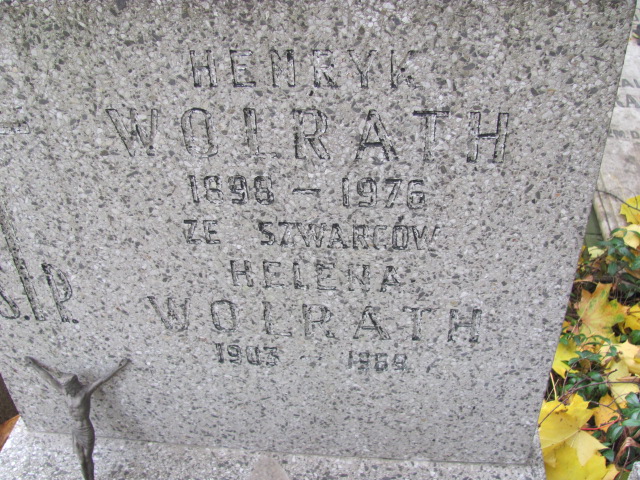 HENRYK
WOLRATH
1898 – 1976
ZE SZWARCÓW
HELENA
WOLRATH
1903 – 1969
Ś.†P.